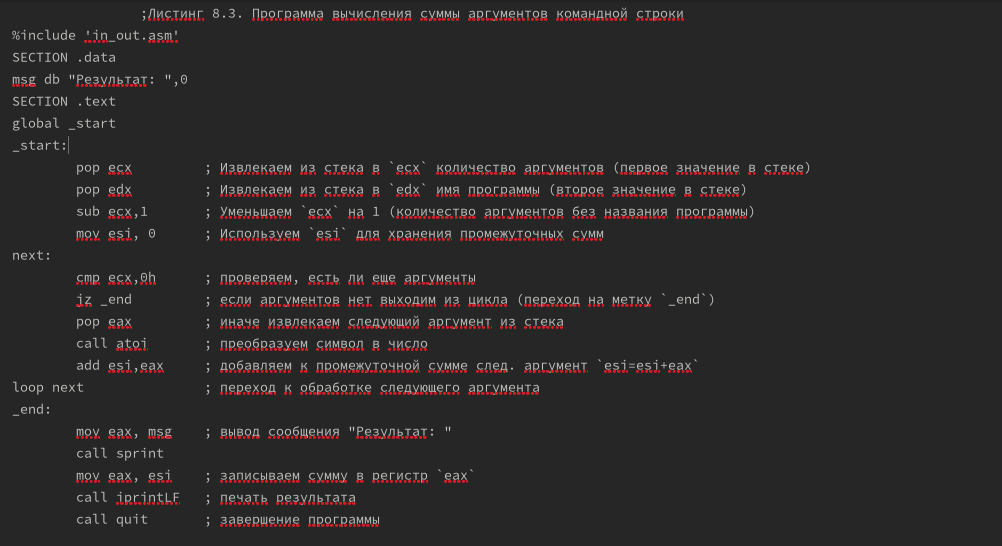 ;Листинг 8.3. Программа вычисления суммы аргументов командной строки
%include 'in_out.asm'
SECTION .data
msg db "Результат: ",0
SECTION .text
global _start
_start:
pop ecx ; Извлекаем из стека в `ecx` количество аргументов (первое значение в стеке)
pop edx ; Извлекаем из стека в `edx` имя программы (второе значение в стеке)
sub ecx,1 ; Уменьшаем `ecx` на 1 (количество аргументов без названия программы)
mov esi, 0 ; Используем `esi` для хранения промежуточных сумм
next:
cmp ecx,0h ; проверяем, есть ли еще аргументы
jz _end ; если аргументов нет выходим из цикла (переход на метку `_end`)
pop eax ; иначе извлекаем следующий аргумент из стека
call atoi ; преобразуем символ в число
add esi,eax ; добавляем к промежуточной сумме след. аргумент `esi=esi+eax`
loop next ; переход к обработке следующего аргумента
_end:
mov eax, msg ; вывод сообщения "Результат: "
call sprint
mov eax, esi ; записываем сумму в регистр `eax`
call iprintLF ; печать результата
call quit ; завершение программы